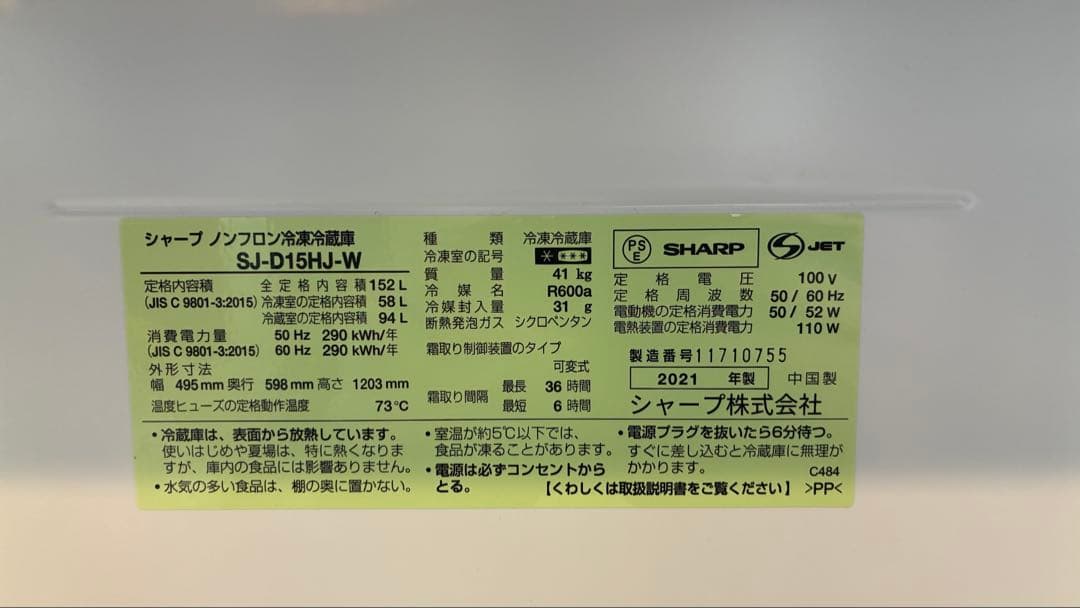 シャープ ノンフロン冷凍冷蔵庫
SJ-D15HJ-W
定格内容積 全定格内容積 152 L
(JIS C 9801-3:2015) 冷凍室の定格内容積 58 L
冷蔵室の定格内容積 94 L
消費電力量 50 Hz 290 kWh/年
(JIS C 9801-3:2015) 60 Hz 290 kWh/年
外形寸法
幅 495 mm 奥行 598 mm 高さ 1203 mm
温度ヒューズの定格動作温度 73℃
種類 冷凍冷蔵庫
冷凍室の記号 * ***
質量 41 kg
冷媒名 R600a
冷媒封入量 31 g
断熱発泡ガス シクロペンタン
霜取り制御装置のタイプ
可変式
霜取り間隔 最長 36 時間
最短 6 時間
PSE SHARP S JET
定格電圧 100 V
定格周波数 50 / 60 Hz
電動機の定格消費電力 50 / 52 W
電熱装置の定格消費電力 110 W
製造番号 11710755
2021 年製 中国製
シャープ株式会社
・冷蔵庫は、表面から放熱しています。
使いはじめや夏場は、特に熱くなりま
すが、庫内の食品には影響ありません。
・水気の多い食品は、棚の奥に置かない。
・室温が約5℃以下では、
食品が凍ることがあります。
・電源は必ずコンセントから
とる。
・電源プラグを抜いたら6分待つ。
すぐに差し込むと冷蔵庫に無理が
かかります。
C484
【くわしくは取扱説明書をご覧ください】 >PP<